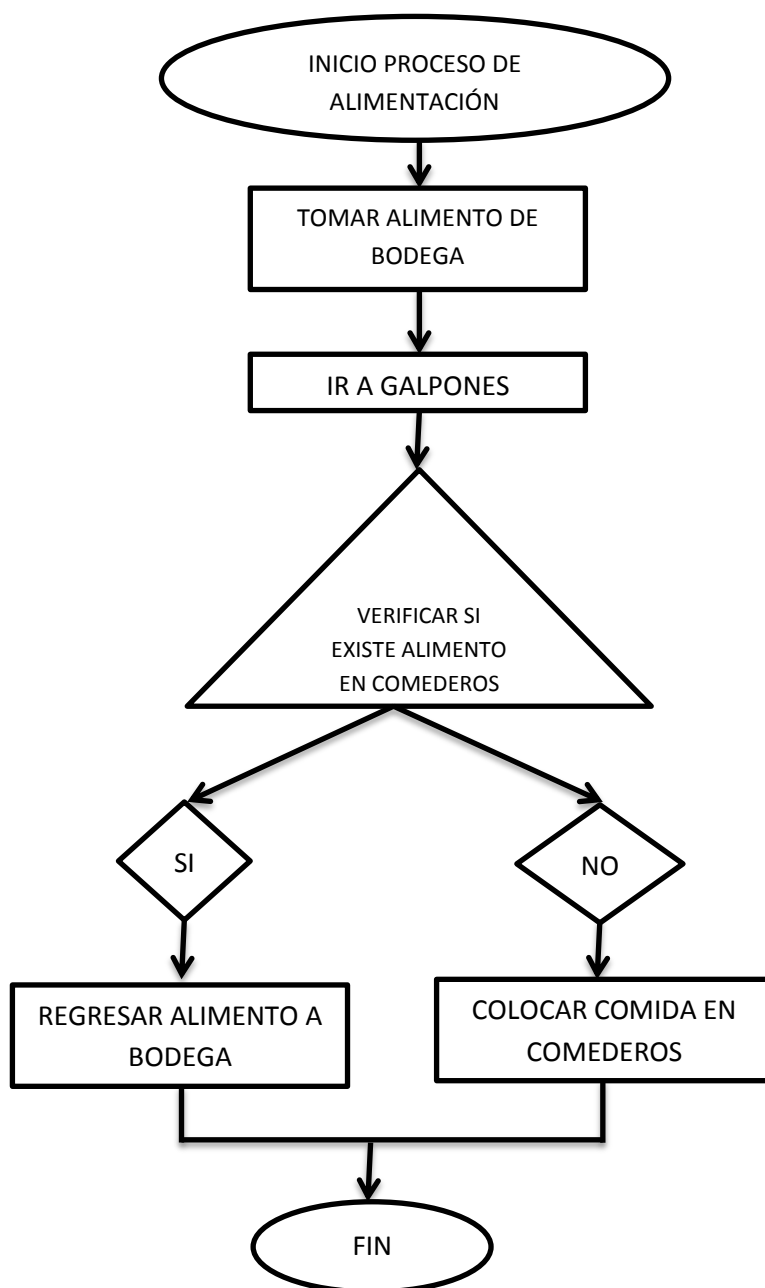 INICIO PROCESO DE
ALIMENTACIÓN
TOMAR ALIMENTO DE
BODEGA
IR A GALPONES
VERIFICAR SI
EXISTE ALIMENTO
EN COMEDEROS
SI
NO
REGRESAR ALIMENTO A
BODEGA
COLOCAR COMIDA EN
COMEDEROS
FIN